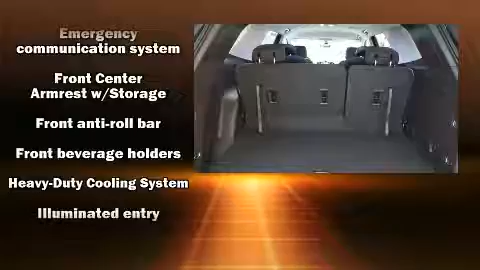 Emergency
communication system
Front Center
Armrest w/Storage
Front anti-roll bar
Front beverage holders
Heavy-Duty Cooling System
Illuminated entry